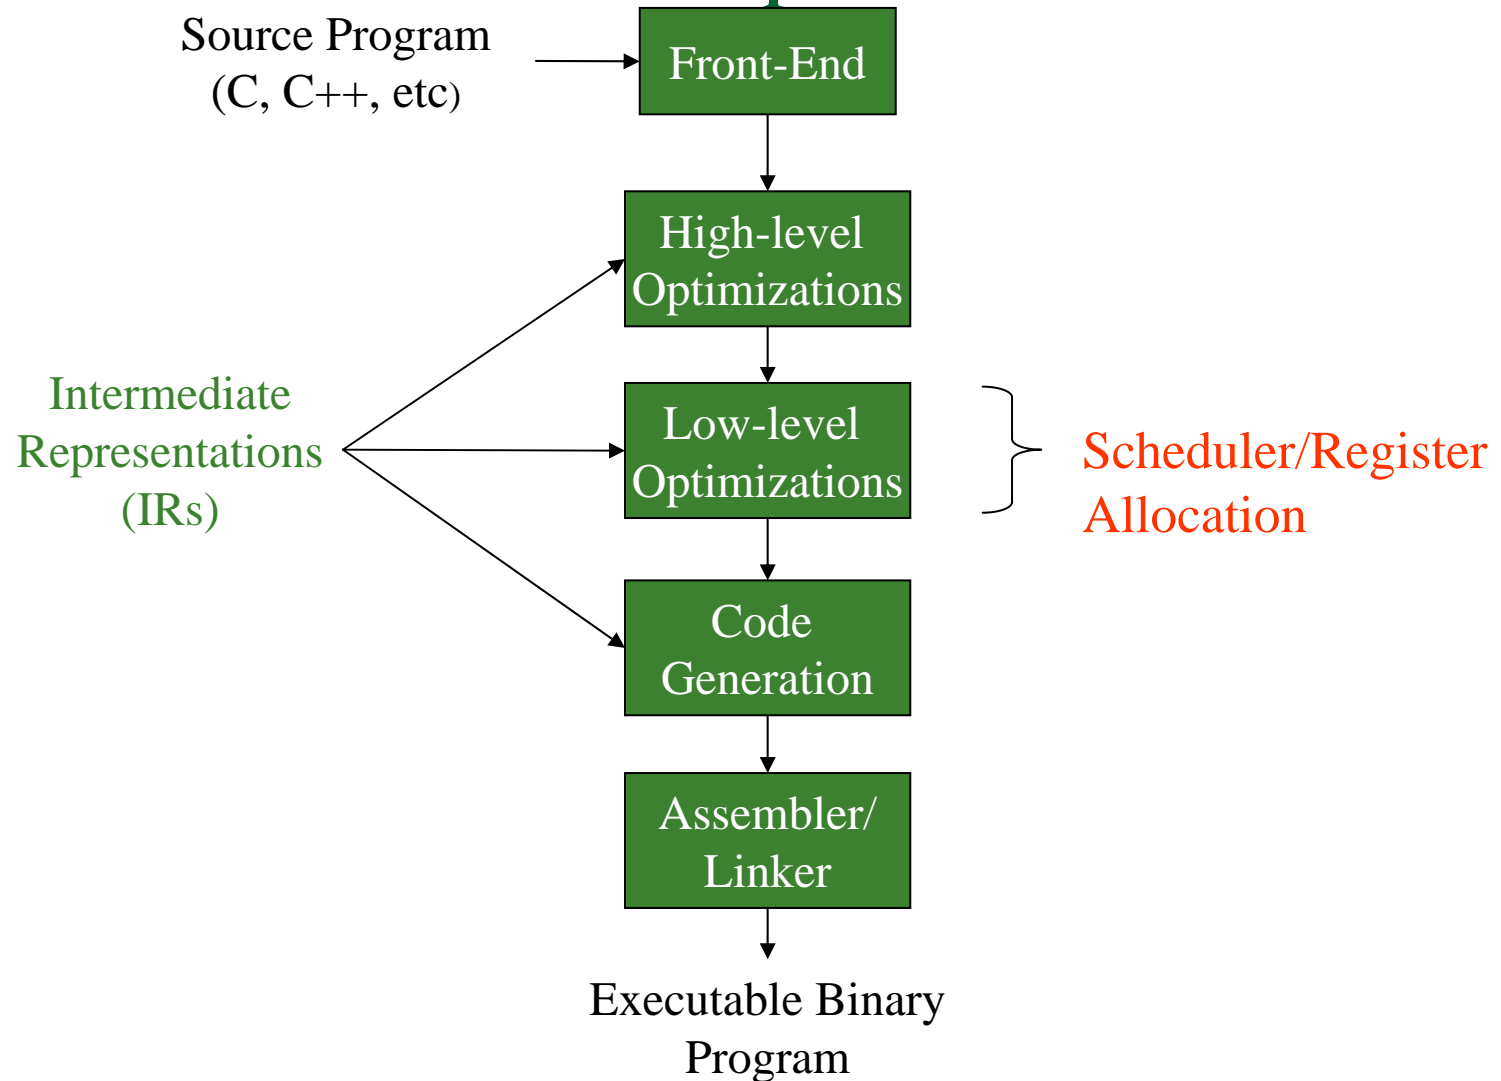 Source Program
(C, C++, etc)
Front-End
High-level
Optimizations
Intermediate
Representations
(IRs)
Low-level
Optimizations
Scheduler/Register
Allocation
Code
Generation
Assembler/
Linker
Executable Binary
Program